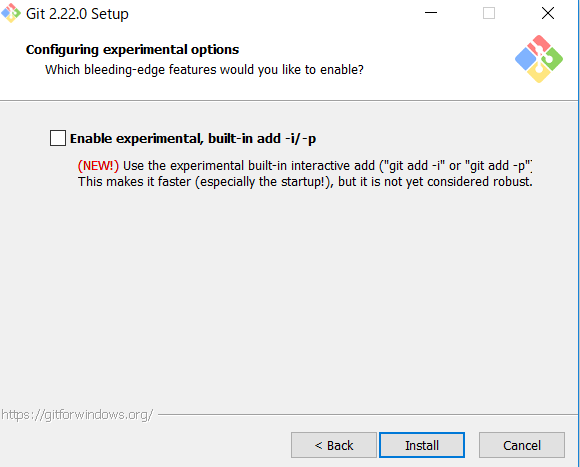 Git 2.22.0 Setup
Configuring experimental options
Which bleeding-edge features would you like to enable?
Enable experimental, built-in add -i/-p
(NEW!) Use the experimental built-in interactive add ("git add -i" or "git add -p")
This makes it faster (especially the startup!), but it is not yet considered robust.
https://gitforwindows.org/
< Back
Install
Cancel